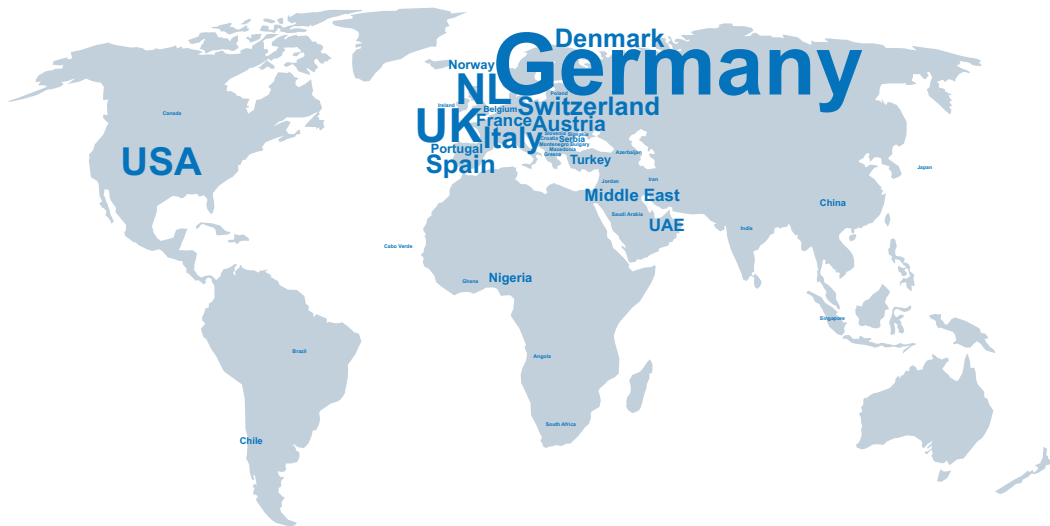 Denmark
Germany
Norway
NL
Poland
Switzerland
Ireland
Belgium
Canada
UK
France
Austria
Slovenia
Croatia
Serbia
Italy
Montenegro
Bulgary
Portugal
Macedonia
Greece
Azerbaijan
USA
Spain
Turkey
Japan
Jordan
Iran
Middle East
China
Saudi Arabia
UAE
India
Cabo Verde
Nigeria
Ghana
Singapore
Brazil
Angola
South Africa
Chile